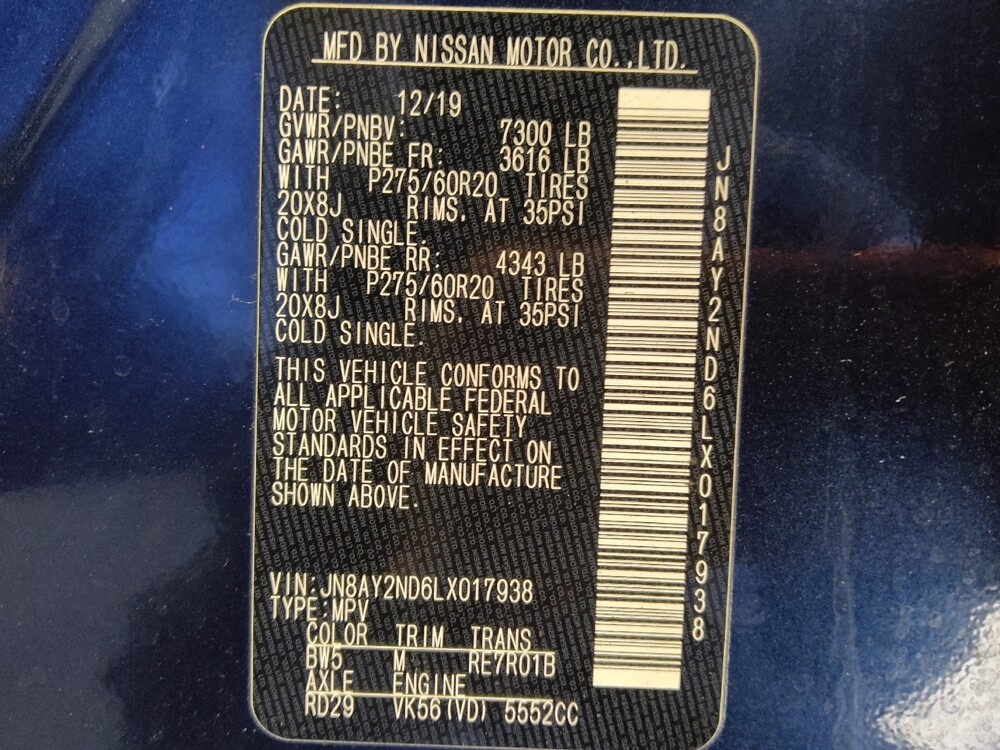 MFD BY NISSAN MOTOR CO.,LTD.
DATE: 12/19
GVWR/PNBV: 7300 LB
GAWR/PNBE FR: 3616 LB
WITH P275/60R20 TIRES
20X8J RIMS. AT 35PSI
COLD SINGLE.
GAWR/PNBE RR: 4343 LB
WITH P275/60R20 TIRES
20X8J RIMS. AT 35PSI
COLD SINGLE.
THIS VEHICLE CONFORMS TO
ALL APPLICABLE FEDERAL
MOTOR VEHICLE SAFETY
STANDARDS IN EFFECT ON
THE DATE OF MANUFACTURE
SHOWN ABOVE.
VIN:JN8AY2ND6LX017938
TYPE:MPV
COLOR TRIM TRANS
BW5 M RE7R01B
AXLE ENGINE
RD29 VK56(VD) 5552CC
JN8AY2ND6LX017938